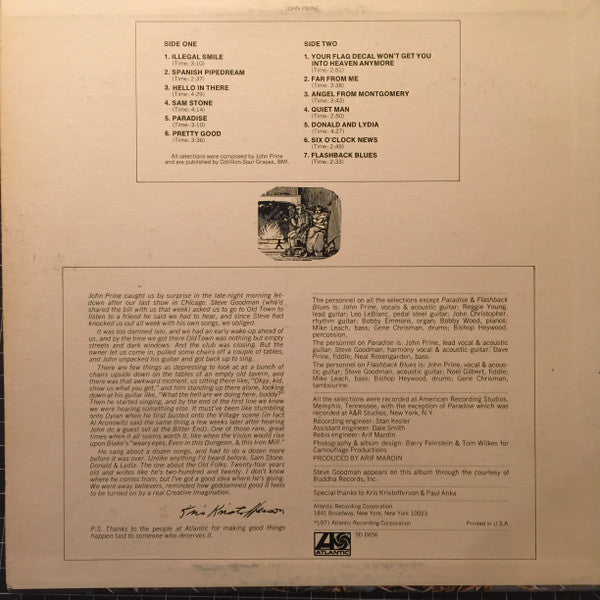 JOHN PRINE
SIDE ONE
1. ILLEGAL SMILE
(Time: 3:10)
2. SPANISH PIPEDREAM
(Time: 2:37)
3. HELLO IN THERE
(Time: 4:29)
4. SAM STONE
(Time: 4:14)
5. PARADISE
(Time: 3:10)
6. PRETTY GOOD
(Time: 3:36)
All selections were composed by John Prine
and are published by Cotillion-Sour Grapes, BMI.
SIDE TWO
1. YOUR FLAG DECAL WON'T GET YOU
INTO HEAVEN ANYMORE
(Time: 2:51)
2. FAR FROM ME
(Time: 3:38)
3. ANGEL FROM MONTGOMERY
(Time: 3:43)
4. QUIET MAN
(Time: 2:50)
5. DONALD AND LYDIA
(Time: 4:27)
6. SIX O'CLOCK NEWS
(Time: 2:49)
7. FLASHBACK BLUES
(Time: 2:33)
John Prine caught us by surprise in the late-night morning let-
down after our last show in Chicago. Steve Goodman (who'd
shared the bill with us that week) asked us to go to Old Town to
listen to a friend he said we had to hear, and since Steve had
knocked us out all week with his own songs, we obliged.
It was too damned late, and we had an early wake-up ahead of
us, and by the time we got there Old Town was nothing but empty
streets and dark windows. And the club was closing. But the
owner let us come in, pulled some chairs off a couple of tables,
and John unpacked his guitar and got back up to sling.
There are few things as depressing to look at as a bunch of
chairs upside down on the tables of an empty old tavern, and
there was that awkward moment, us sitting there like, "Okay, kid,
show us what you got," and him standing up there alone, looking
down at his guitar like, "What the hell are we doing here, buddy?"
Then he started singing, and by the end of the first line we knew
we were hearing something else. It must've been like stumbling
onto Dylan when he first busted onto the Village scene (in fact
Al Aronowitz said the same thing a few weeks later after hearing
John do a guest set at the Bitter End). One of those rare, great
times when it all seems worth it, like when the Vision would rise
upon Blake's "weary eyes, Even in this Dungeon, & this Iron Mill."
He sang about a dozen songs, and had to do a dozen more
before it was over. Unlike anything I'd heard before. Sam Stone.
Donald & Lydia. The one about the Old Folks. Twenty-four years
old and writes like he's two-hundred and twenty. I don't know
where he comes from, but I've got a good idea where he's going.
We went away believers, reminded how goddamned good it feels
to be turned on by a real Creative Imagination.
Kris Kristofferson
P.S. Thanks to the people at Atlantic for making good things
happen fast to someone who deserves it.
The personnel on all the selections except Paradise & Flashback
Blues is: John Prine, vocals & acoustic guitar; Reggie Young,
lead guitar; Leo LeBlanc, pedal steel guitar; John Christopher,
rhythm guitar; Bobby Emmons, organ; Bobby Wood, piano;
Mike Leach, bass; Gene Chrisman, drums; Bishop Heywood,
percussion.
The personnel on Paradise is: John Prine, lead vocal & acoustic
guitar; Steve Goodman, harmony vocal & acoustic guitar; Dave
Prine, fiddle; Neal Rosengarden, bass.
The personnel on Flashback Blues is: John Prine, vocal & acous-
tic guitar; Steve Goodman, acoustic guitar; Noel Gilbert, fiddle;
Mike Leach, bass; Bishop Heywood, drums; Gene Chrisman,
tambourine.
All the selections were recorded at American Recording Studios,
Memphis, Tennessee, with the exception of Paradise which was
recorded at A&R Studios, New York, N.Y.
Recording engineer: Stan Kesler
Assistant engineer: Dale Smith
Rebix engineer: Arif Mardin
Photography & album design: Barry Feinstein & Tom Wilkes for
Camouflage Productions
PRODUCED BY ARIF MARDIN
Steve Goodman appears on this album through the courtesy of
Buddha Records, Inc.
Special thanks to Kris Kristofferson & Paul Anka
Atlantic Recording Corporation
1841 Broadway, New York, New York 10023
©1971 Atlantic Recording Corporation
Printed in U.S.A.
ATLANTIC
SD 19156